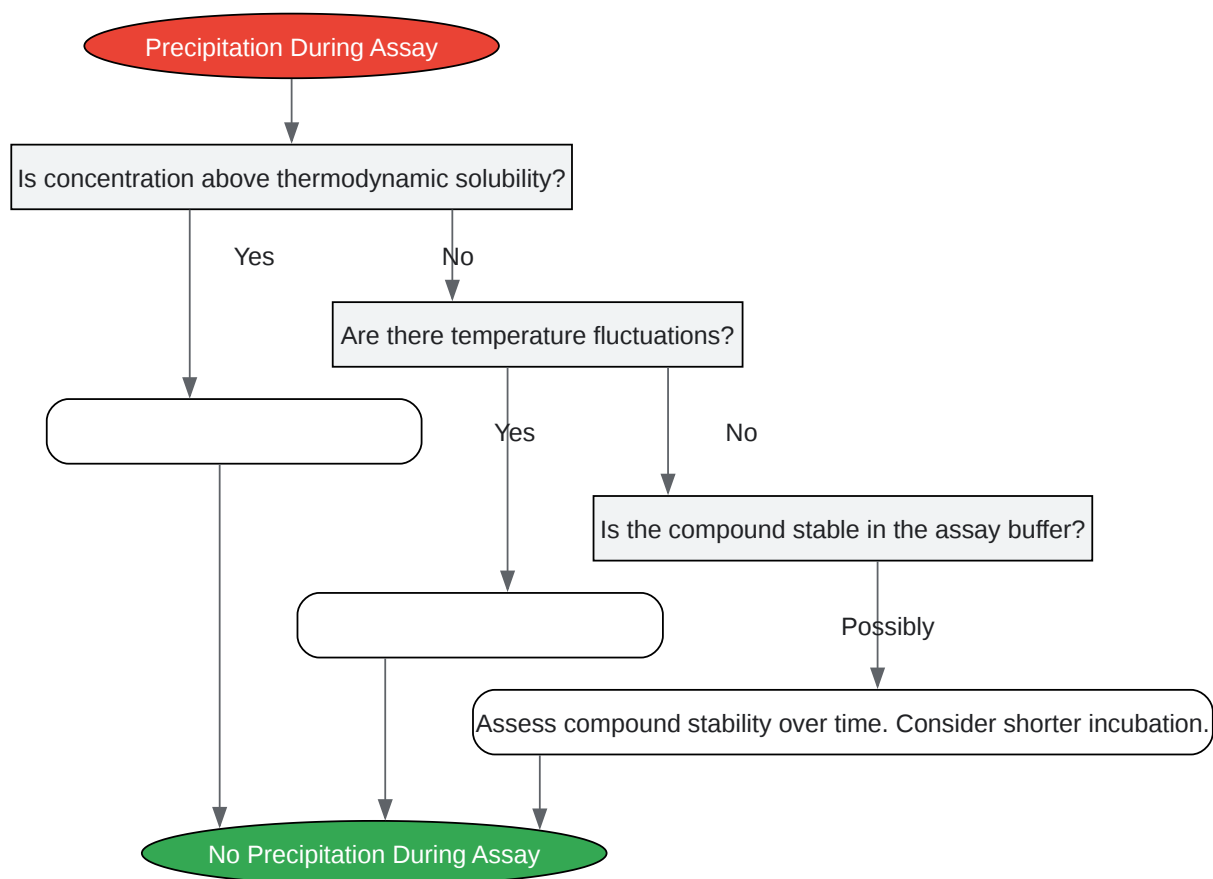 Precipitation During Assay
Is concentration above thermodynamic solubility?
Yes
No
Are there temperature fluctuations?
Yes
No
Is the compound stable in the assay buffer?
Possibly
Assess compound stability over time. Consider shorter incubation.
No Precipitation During Assay